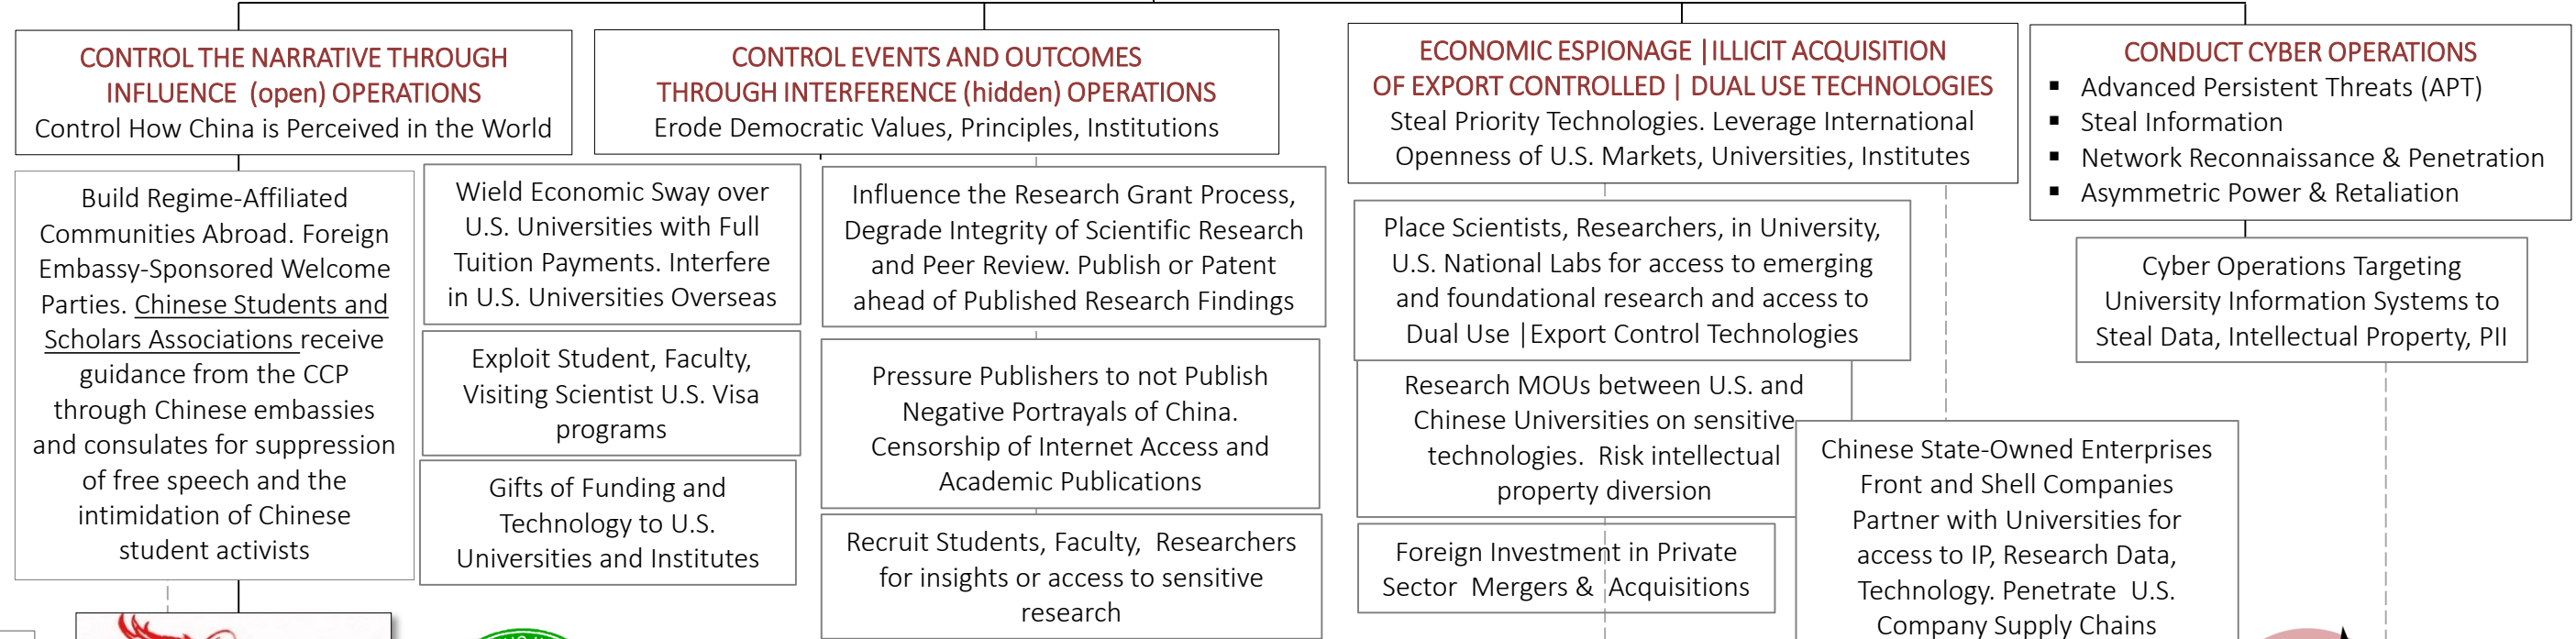 CONTROL THE NARRATIVE THROUGH
INFLUENCE (open) OPERATIONS
Control How China is Perceived in the World
Build Regime-Affiliated
Communities Abroad. Foreign
Embassy-Sponsored Welcome
Parties. Chinese Students and
Scholars Associations receive
guidance from the CCP
through Chinese embassies
and consulates for suppression
of free speech and the
intimidation of Chinese
student activists
CONTROL EVENTS AND OUTCOMES
THROUGH INTERFERENCE (hidden) OPERATIONS
Erode Democratic Values, Principles, Institutions
Wield Economic Sway over
U.S. Universities with Full
Tuition Payments. Interfere
in U.S. Universities Overseas
Exploit Student, Faculty,
Visiting Scientist U.S. Visa
programs
Gifts of Funding and
Technology to U.S.
Universities and Institutes
Influence the Research Grant Process,
Degrade Integrity of Scientific Research
and Peer Review. Publish or Patent
ahead of Published Research Findings
Pressure Publishers to not Publish
Negative Portrayals of China.
Censorship of Internet Access and
Academic Publications
Recruit Students, Faculty, Researchers
for insights or access to sensitive
research
ECONOMIC ESPIONAGE |ILLICIT ACQUISITION
OF EXPORT CONTROLLED | DUAL USE TECHNOLOGIES
Steal Priority Technologies. Leverage International
Openness of U.S. Markets, Universities, Institutes
Place Scientists, Researchers, in University,
U.S. National Labs for access to emerging
and foundational research and access to
Dual Use |Export Control Technologies
Research MOUs between U.S. and
Chinese Universities on sensitive
technologies. Risk intellectual
property diversion
Foreign Investment in Private
Sector Mergers & Acquisitions
Chinese State-Owned Enterprises
Front and Shell Companies
Partner with Universities for
access to IP, Research Data,
Technology. Penetrate U.S.
Company Supply Chains
CONDUCT CYBER OPERATIONS
▪ Advanced Persistent Threats (APT)
▪ Steal Information
▪ Network Reconnaissance & Penetration
▪ Asymmetric Power & Retaliation
Cyber Operations Targeting
University Information Systems to
Steal Data, Intellectual Property, PII